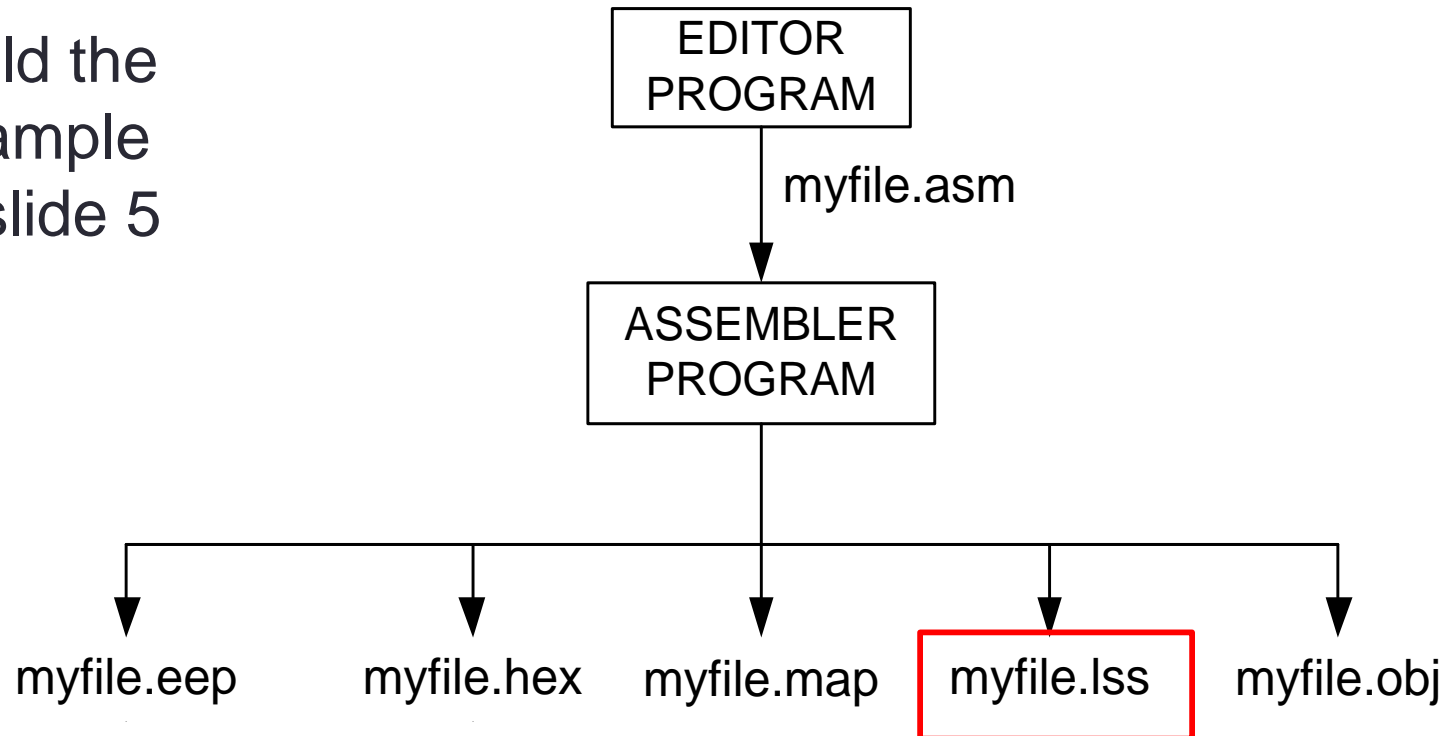 ld the
ample
slide 5
EDITOR
PROGRAM
myfile.asm
ASSEMBLER
PROGRAM
myfile.eep
myfile.hex
myfile.map
myfile.lss
myfile.obj